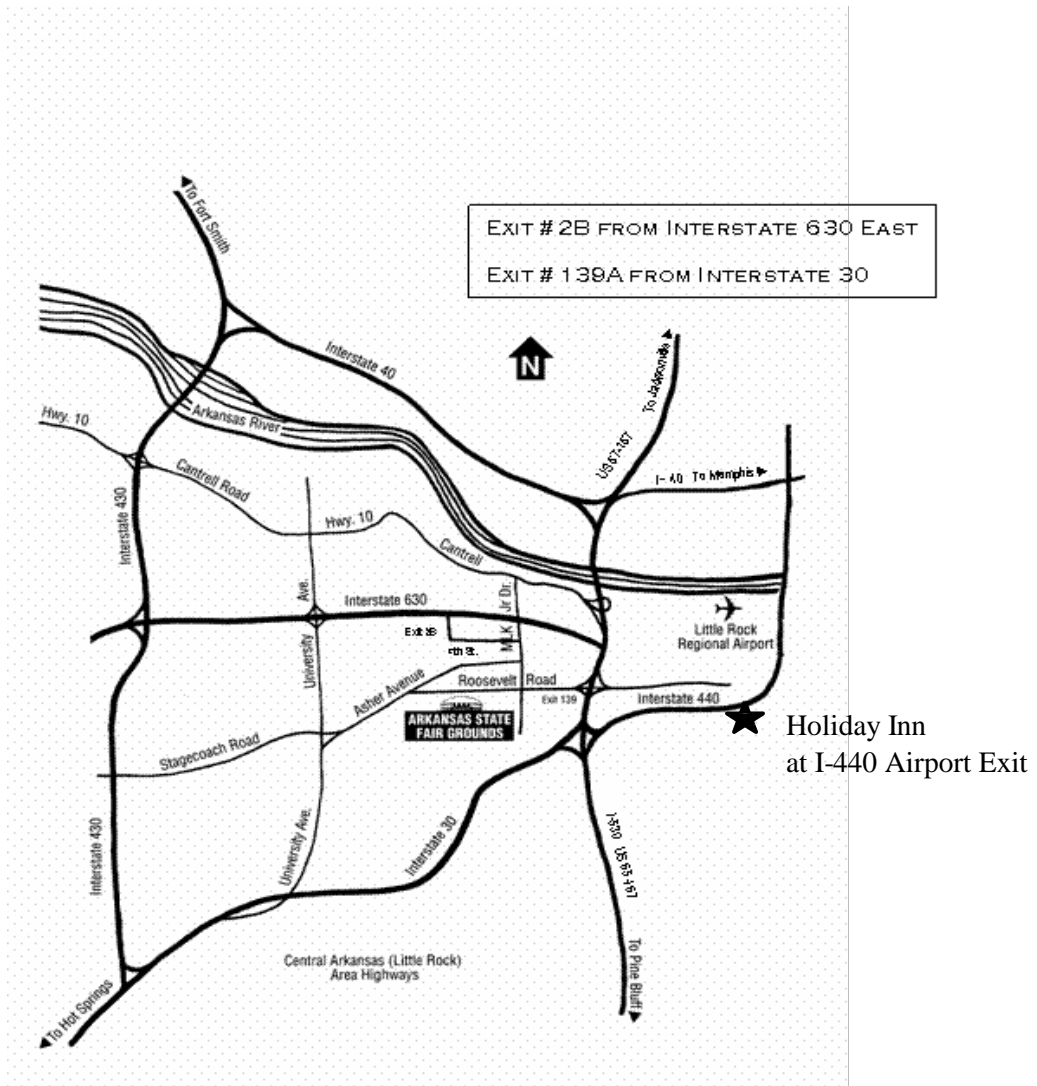 To Fort Smith
EXIT # 2B FROM INTERSTATE 630 EAST
EXIT # 139A FROM INTERSTATE 30
N
Interstate 40
To Jacksonville
US 67-167
I- 40 To Memphis
Hwy. 10
Arkansas River
Cantrell Road
Hwy. 10
Cantrell
Interstate 430
Interstate 630
University Ave.
MLK Jr Dr.
Exit 2B
Little Rock
Regional Airport
Asher Avenue
Roosevelt Road
Exit 139
Interstate 440
ARKANSAS STATE
FAIR GROUNDS
Holiday Inn
at I-440 Airport Exit
Stagecoach Road
Interstate 430
University Ave.
Interstate 30
To Pine Bluff
Central Arkansas (Little Rock)
Area Highways
To Hot Springs